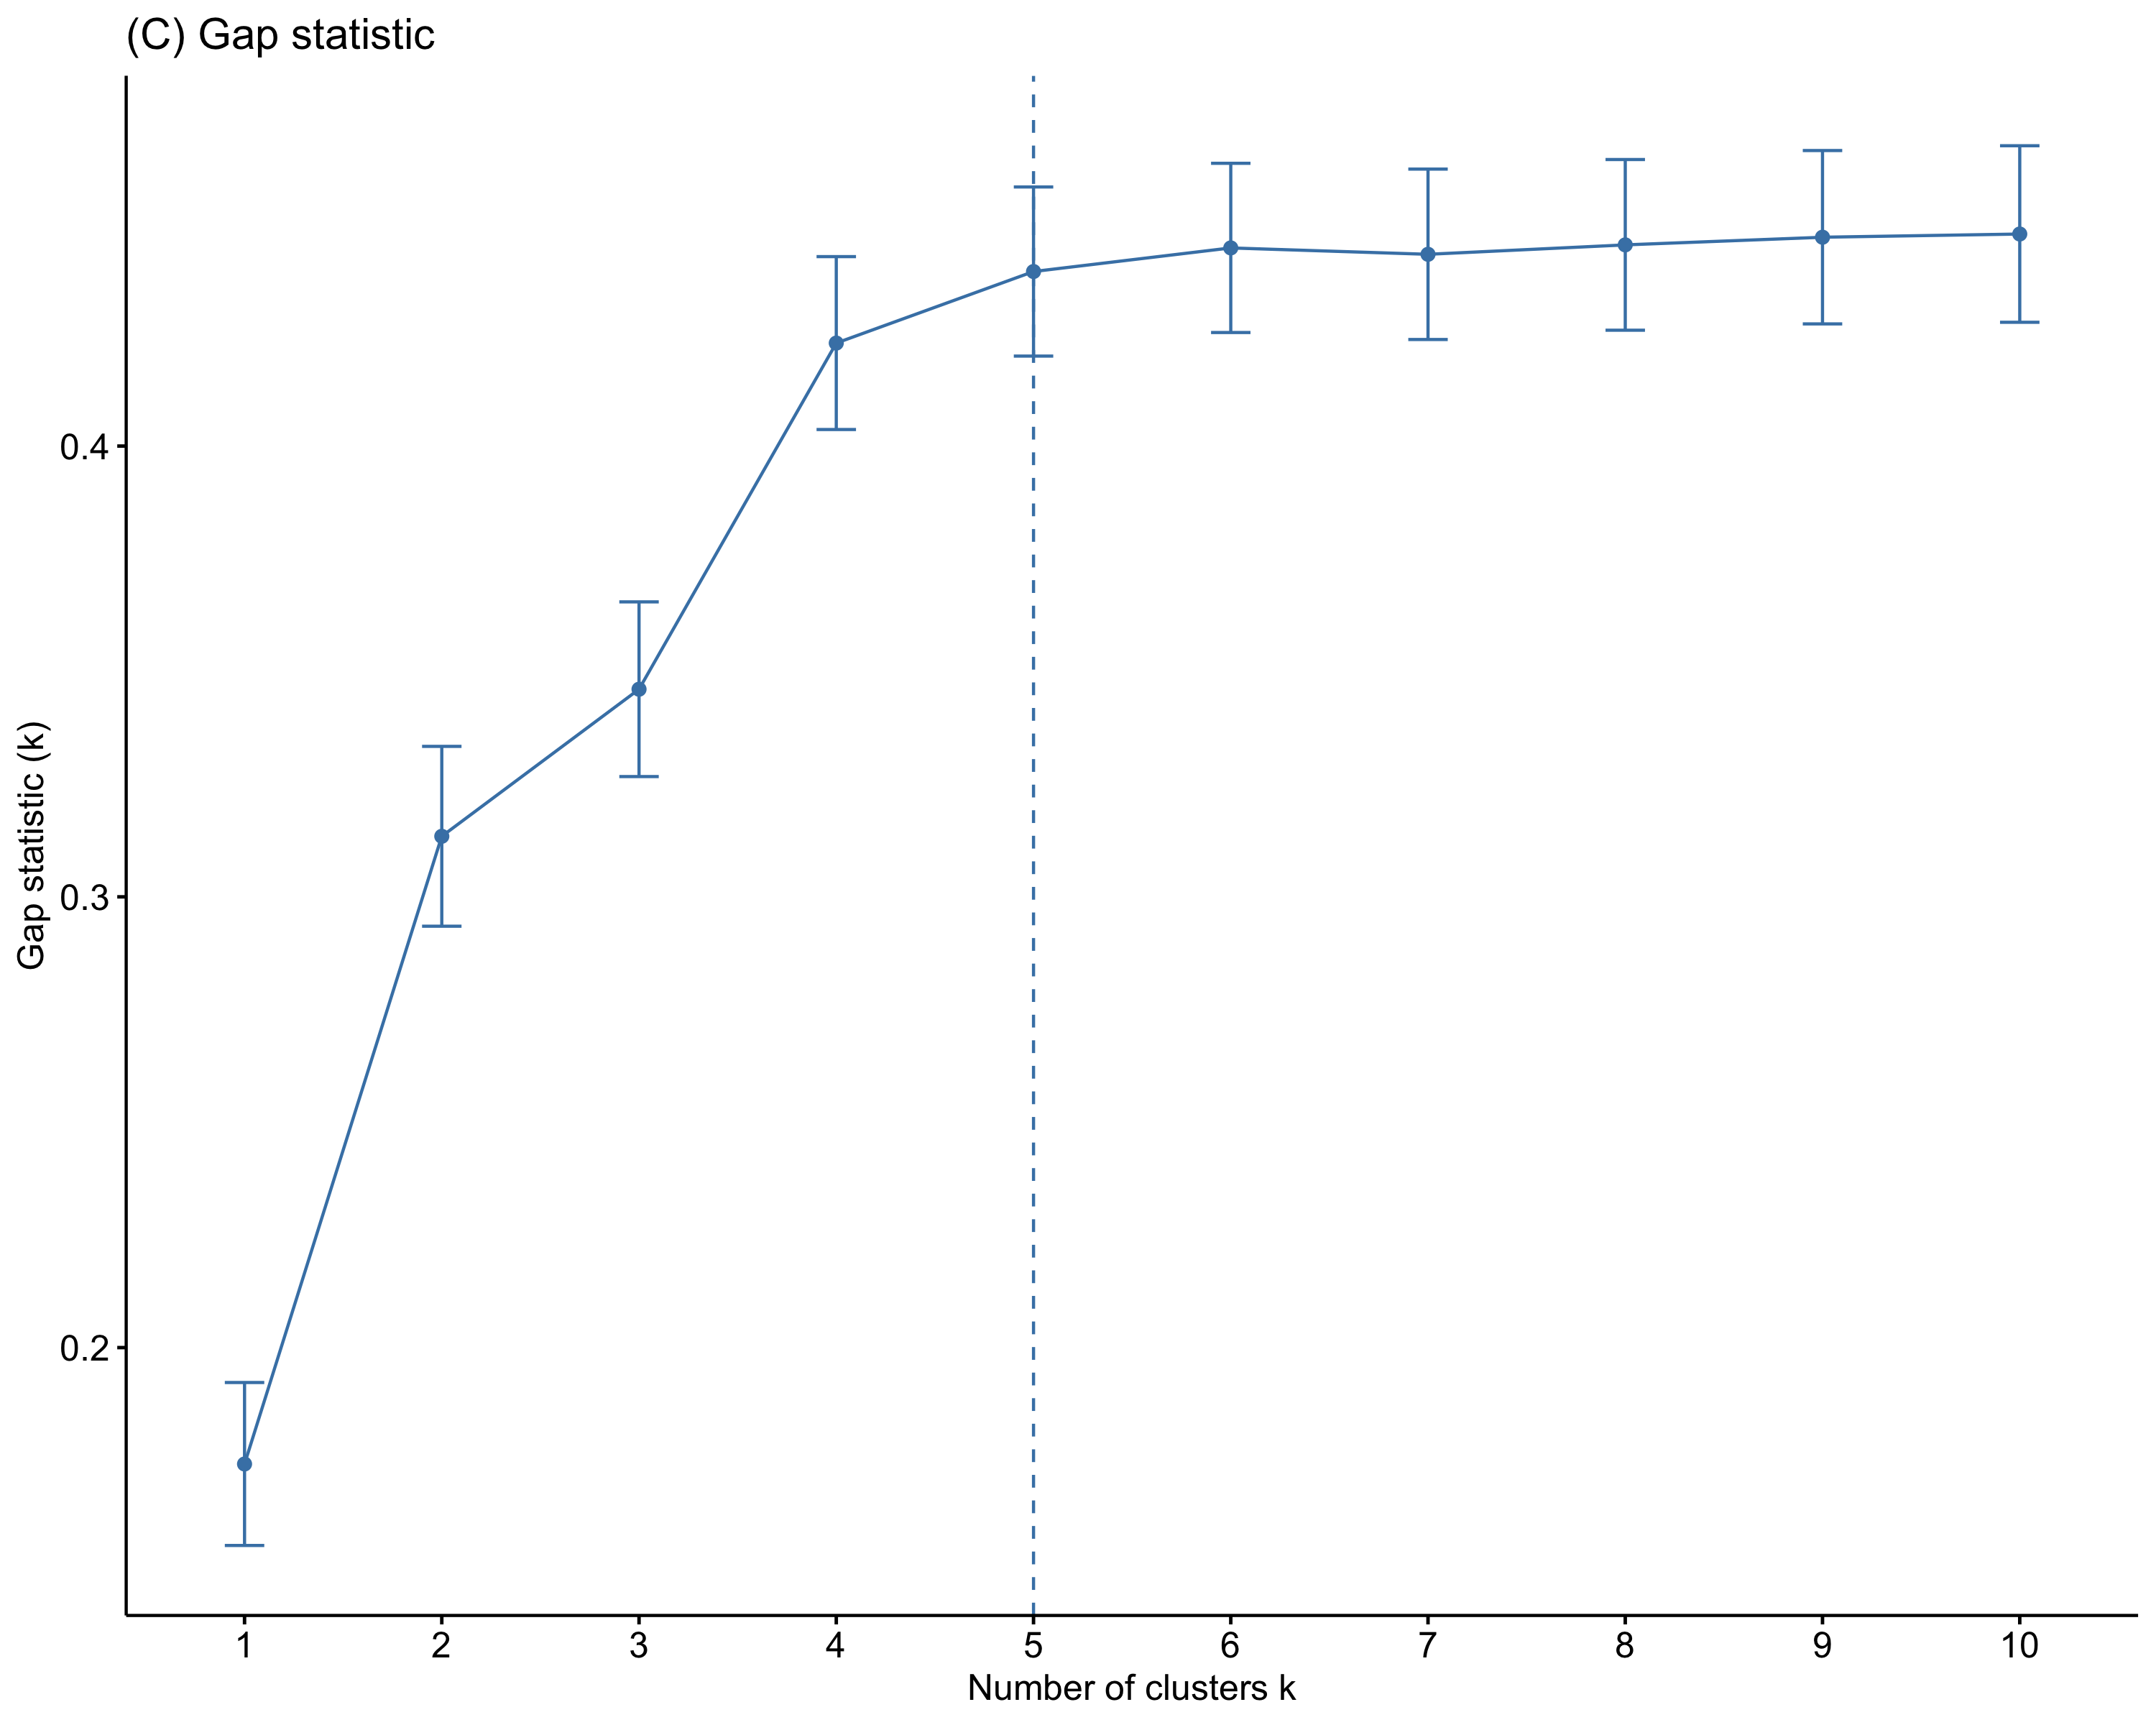 (C) Gap statistic
Gap statistic (k)
0.4
0.3
0.2
1 2 3 4 5 6 7 8 9 10
Number of clusters k